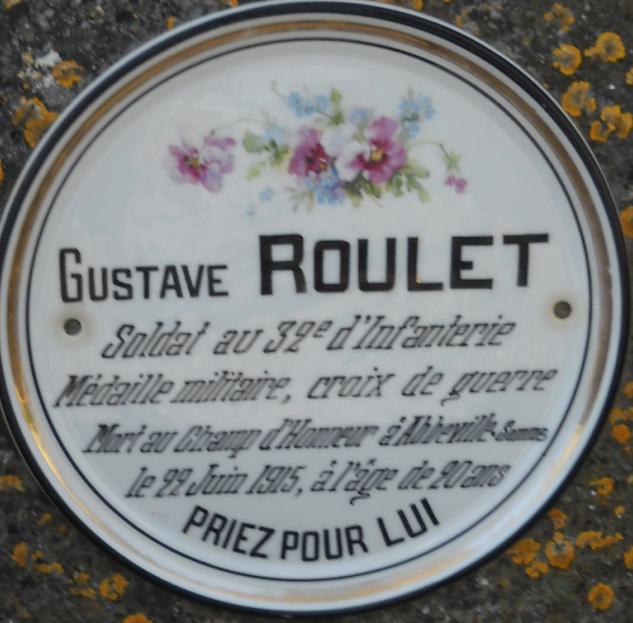 GUSTAVE ROULET
Soldat au 32e d'Infanterie
Médaille militaire, croix de guerre
Mort au Champ d'Honneur à Abbeville-Somme
le 22 Juin 1915, à l'âge de 20 ans
PRIEZ POUR LUI